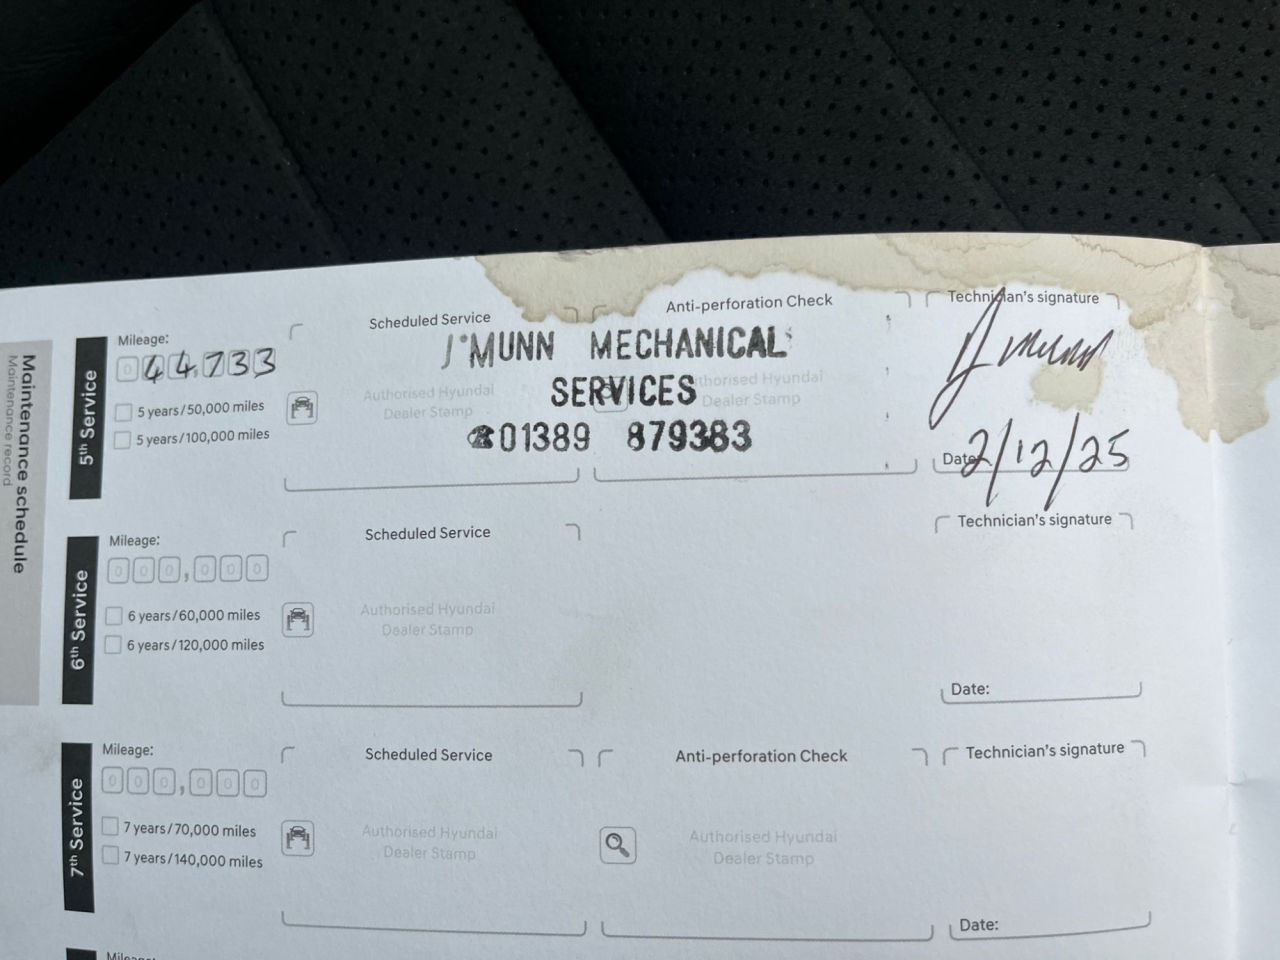 Maintenance schedule
Maintenance record
5th Service
Mileage:
044,733
5 years/50,000 miles
5 years/100,000 miles
Scheduled Service
Authorised Hyundai
Dealer Stamp
Anti-perforation Check
thorised Hyundai
Dealer Stamp
J MUNN MECHANICAL
SERVICES
☎01389 879383
Technician's signature
J Munn
Date: 2/12/25
6th Service
Mileage:
000,000
6 years/60,000 miles
6 years/120,000 miles
Scheduled Service
Authorised Hyundai
Dealer Stamp
Technician's signature
Date:
7th Service
Mileage:
000,000
7 years/70,000 miles
7 years/140,000 miles
Scheduled Service
Authorised Hyundai
Dealer Stamp
Anti-perforation Check
Authorised Hyundai
Dealer Stamp
Technician's signature
Date: